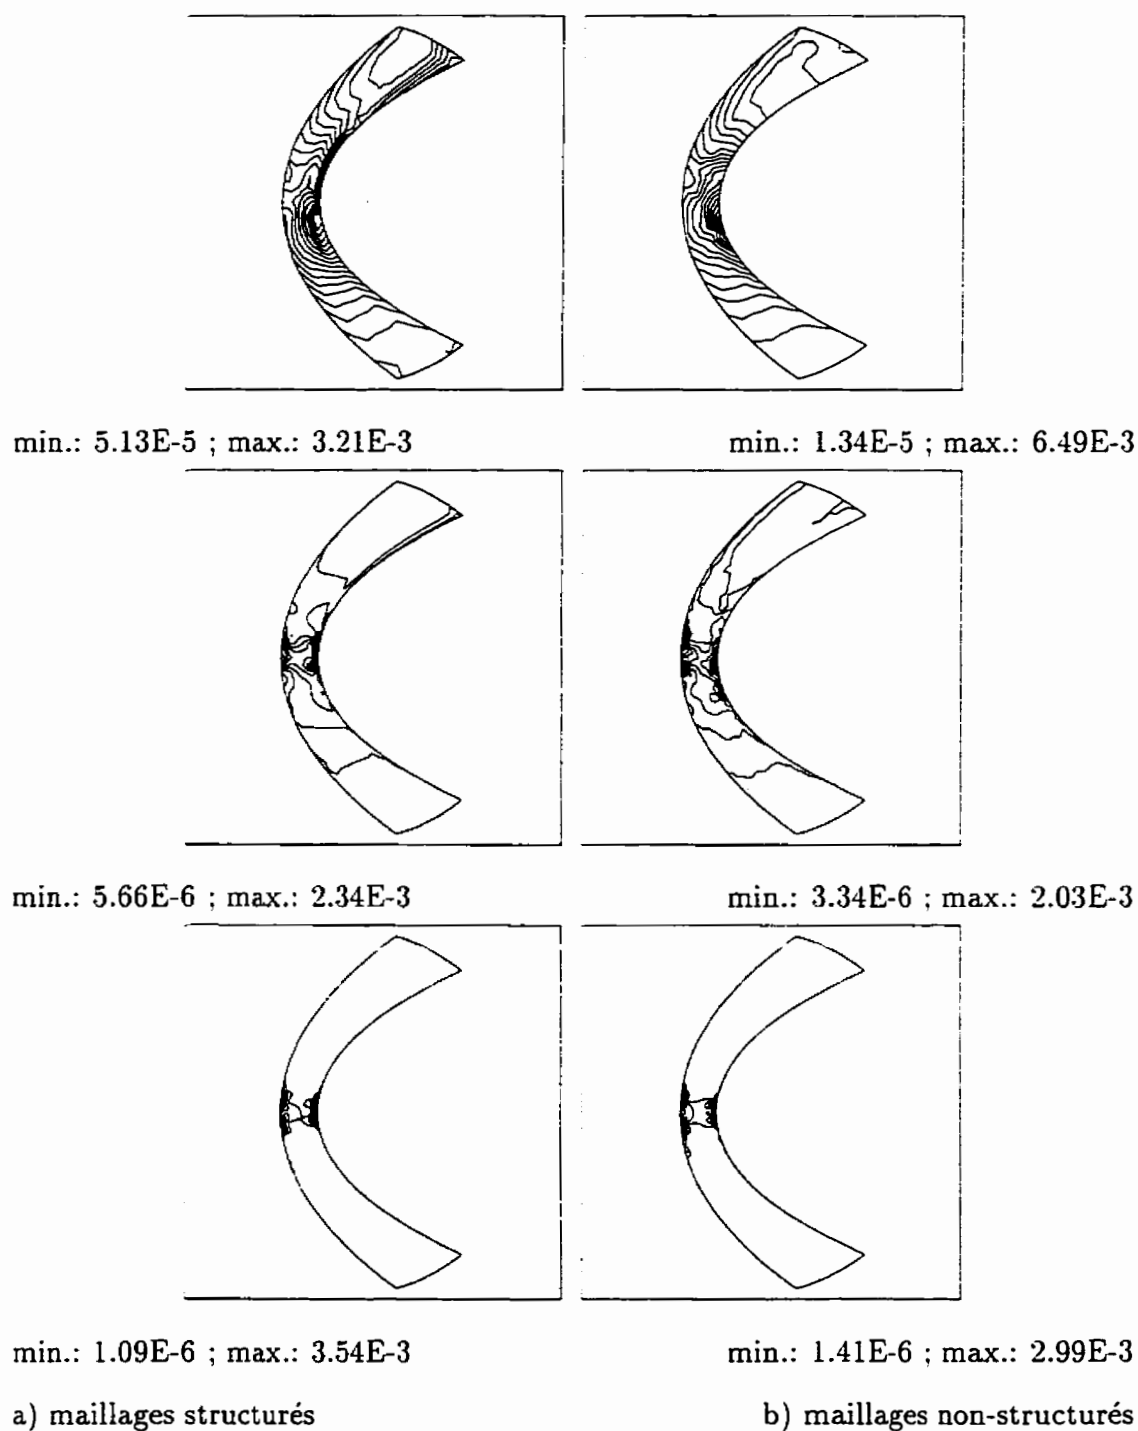 min.: 5.13E-5 ; max.: 3.21E-3
min.: 1.34E-5 ; max.: 6.49E-3
min.: 5.66E-6 ; max.: 2.34E-3
min.: 3.34E-6 ; max.: 2.03E-3
min.: 1.09E-6 ; max.: 3.54E-3
min.: 1.41E-6 ; max.: 2.99E-3
a) maillages structurés
b) maillages non-structurés